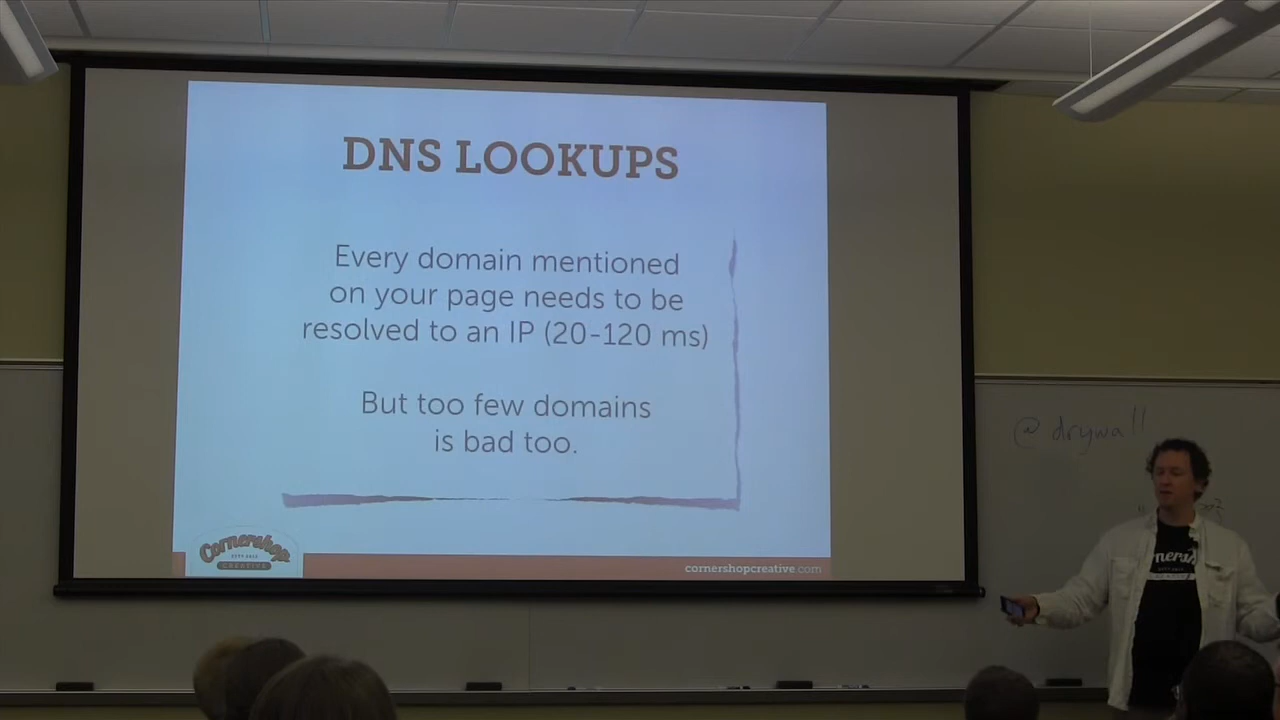 DNS LOOKUPS
Every domain mentioned
on your page needs to be
resolved to an IP (20-120 ms)
But too few domains
is bad too.
Cornershop
CREATIVE
cornershopcreative.com
@drywall